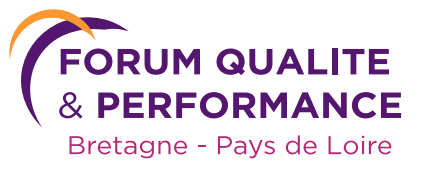 FORUM QUALITE
& PERFORMANCE
Bretagne - Pays de Loire